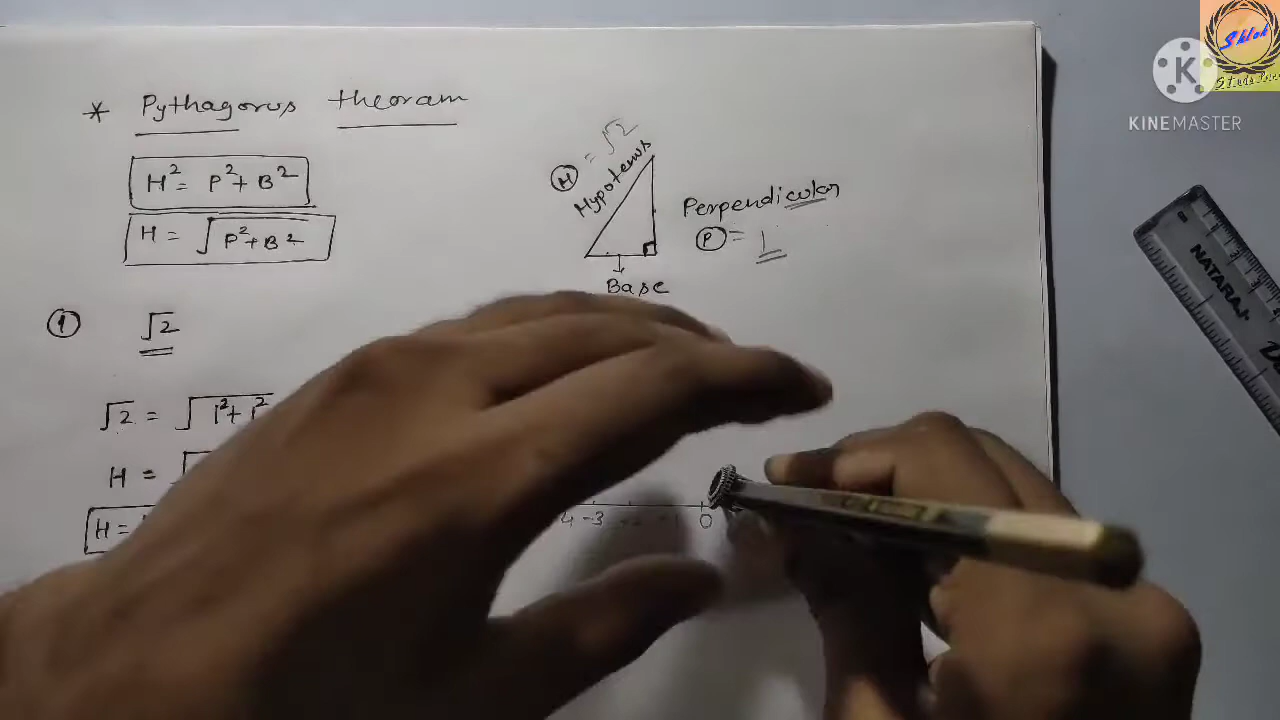 * Pythagorus theoram
H² = P² + B²
H = √P²+B²
H = √2
Hypotenus
Perpendicular
P = 1
Base
① √2
√2 = √1²+1²
H = √
H =
-3 -2 -1 0
Shlok
KINEMASTER
NATARAJ